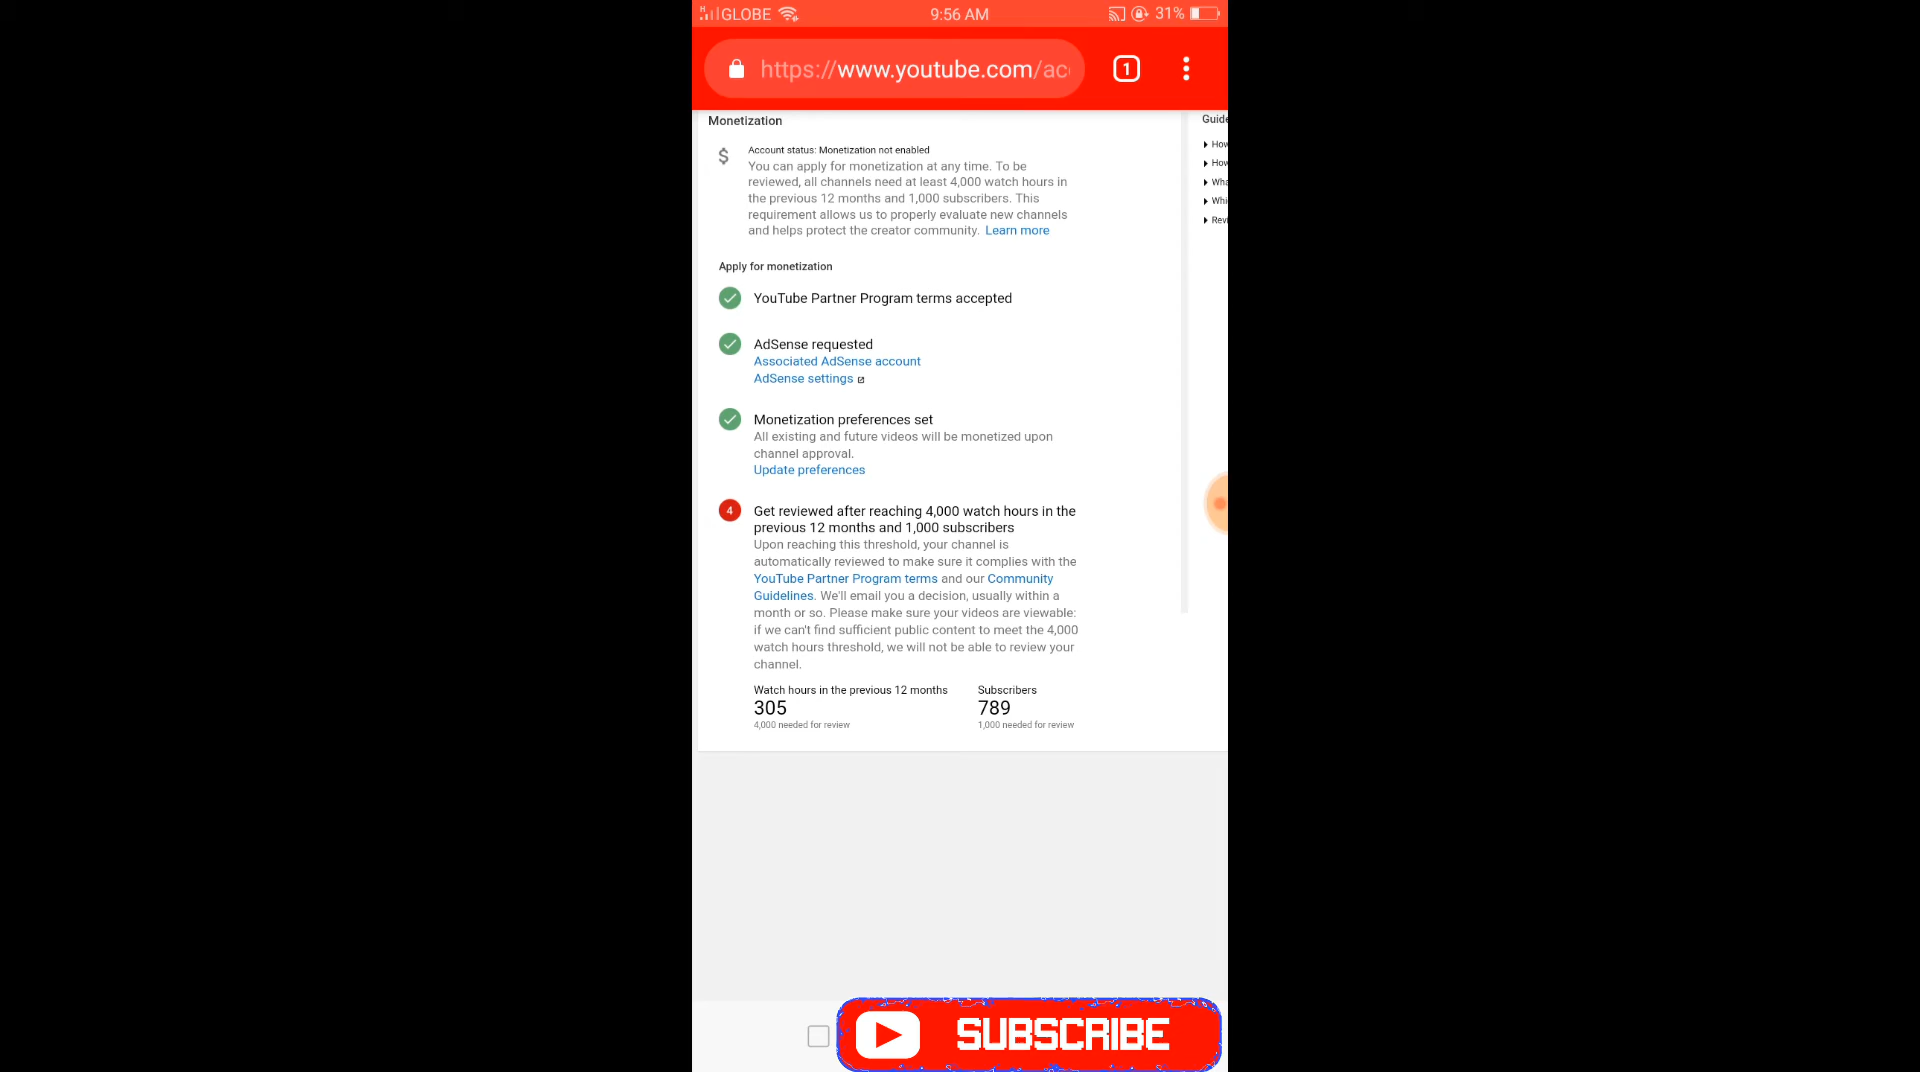 H GLOBE 9:56 AM 31%
https://www.youtube.com/ac 1
Monetization
Guide
Account status: Monetization not enabled
You can apply for monetization at any time. To be
reviewed, all channels need at least 4,000 watch hours in
the previous 12 months and 1,000 subscribers. This
requirement allows us to properly evaluate new channels
and helps protect the creator community. Learn more
How
How
Wha
Whi
Revi
Apply for monetization
YouTube Partner Program terms accepted
AdSense requested
Associated AdSense account
AdSense settings
Monetization preferences set
All existing and future videos will be monetized upon
channel approval.
Update preferences
4 Get reviewed after reaching 4,000 watch hours in the
previous 12 months and 1,000 subscribers
Upon reaching this threshold, your channel is
automatically reviewed to make sure it complies with the
YouTube Partner Program terms and our Community
Guidelines. We'll email you a decision, usually within a
month or so. Please make sure your videos are viewable:
if we can't find sufficient public content to meet the 4,000
watch hours threshold, we will not be able to review your
channel.
Watch hours in the previous 12 months Subscribers
305 789
4,000 needed for review 1,000 needed for review
SUBSCRIBE